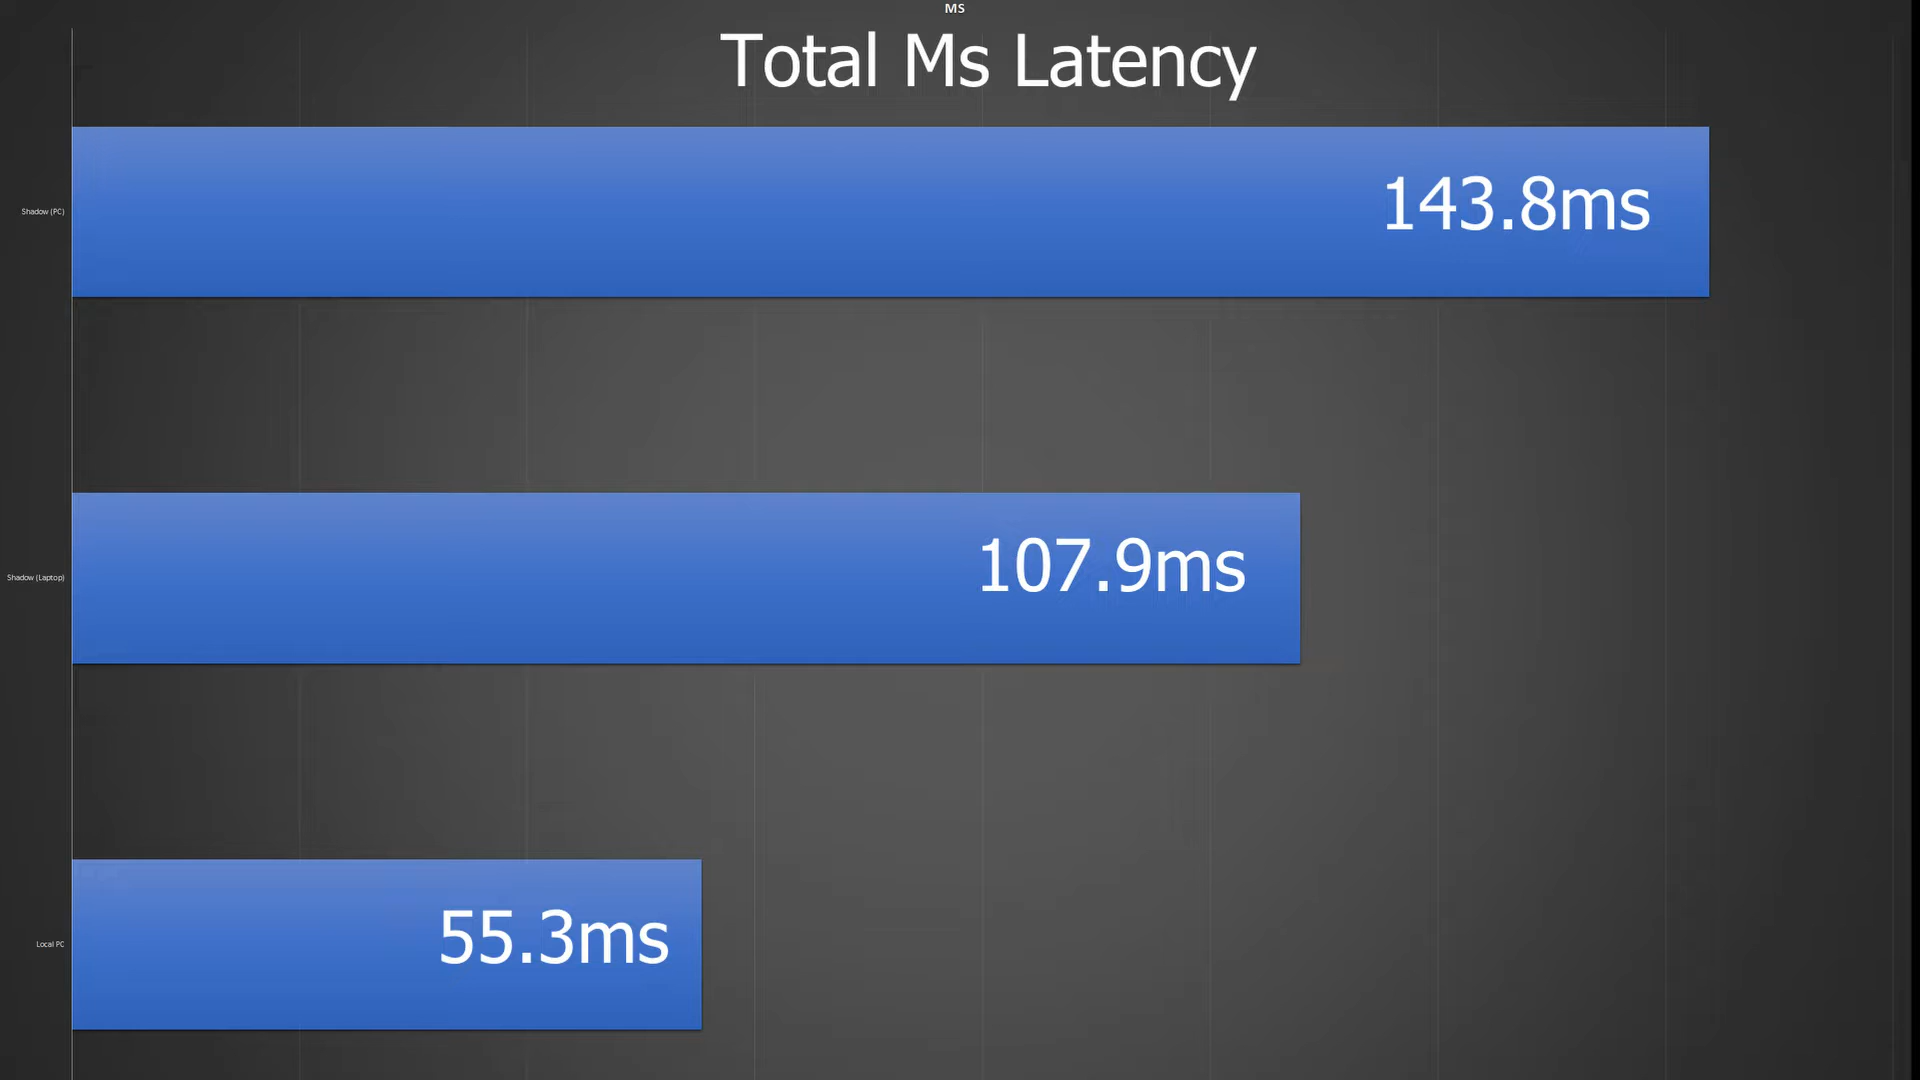 MS
Total Ms Latency
Shadow (PC)
143.8ms
Shadow (Laptop)
107.9ms
Local PC
55.3ms